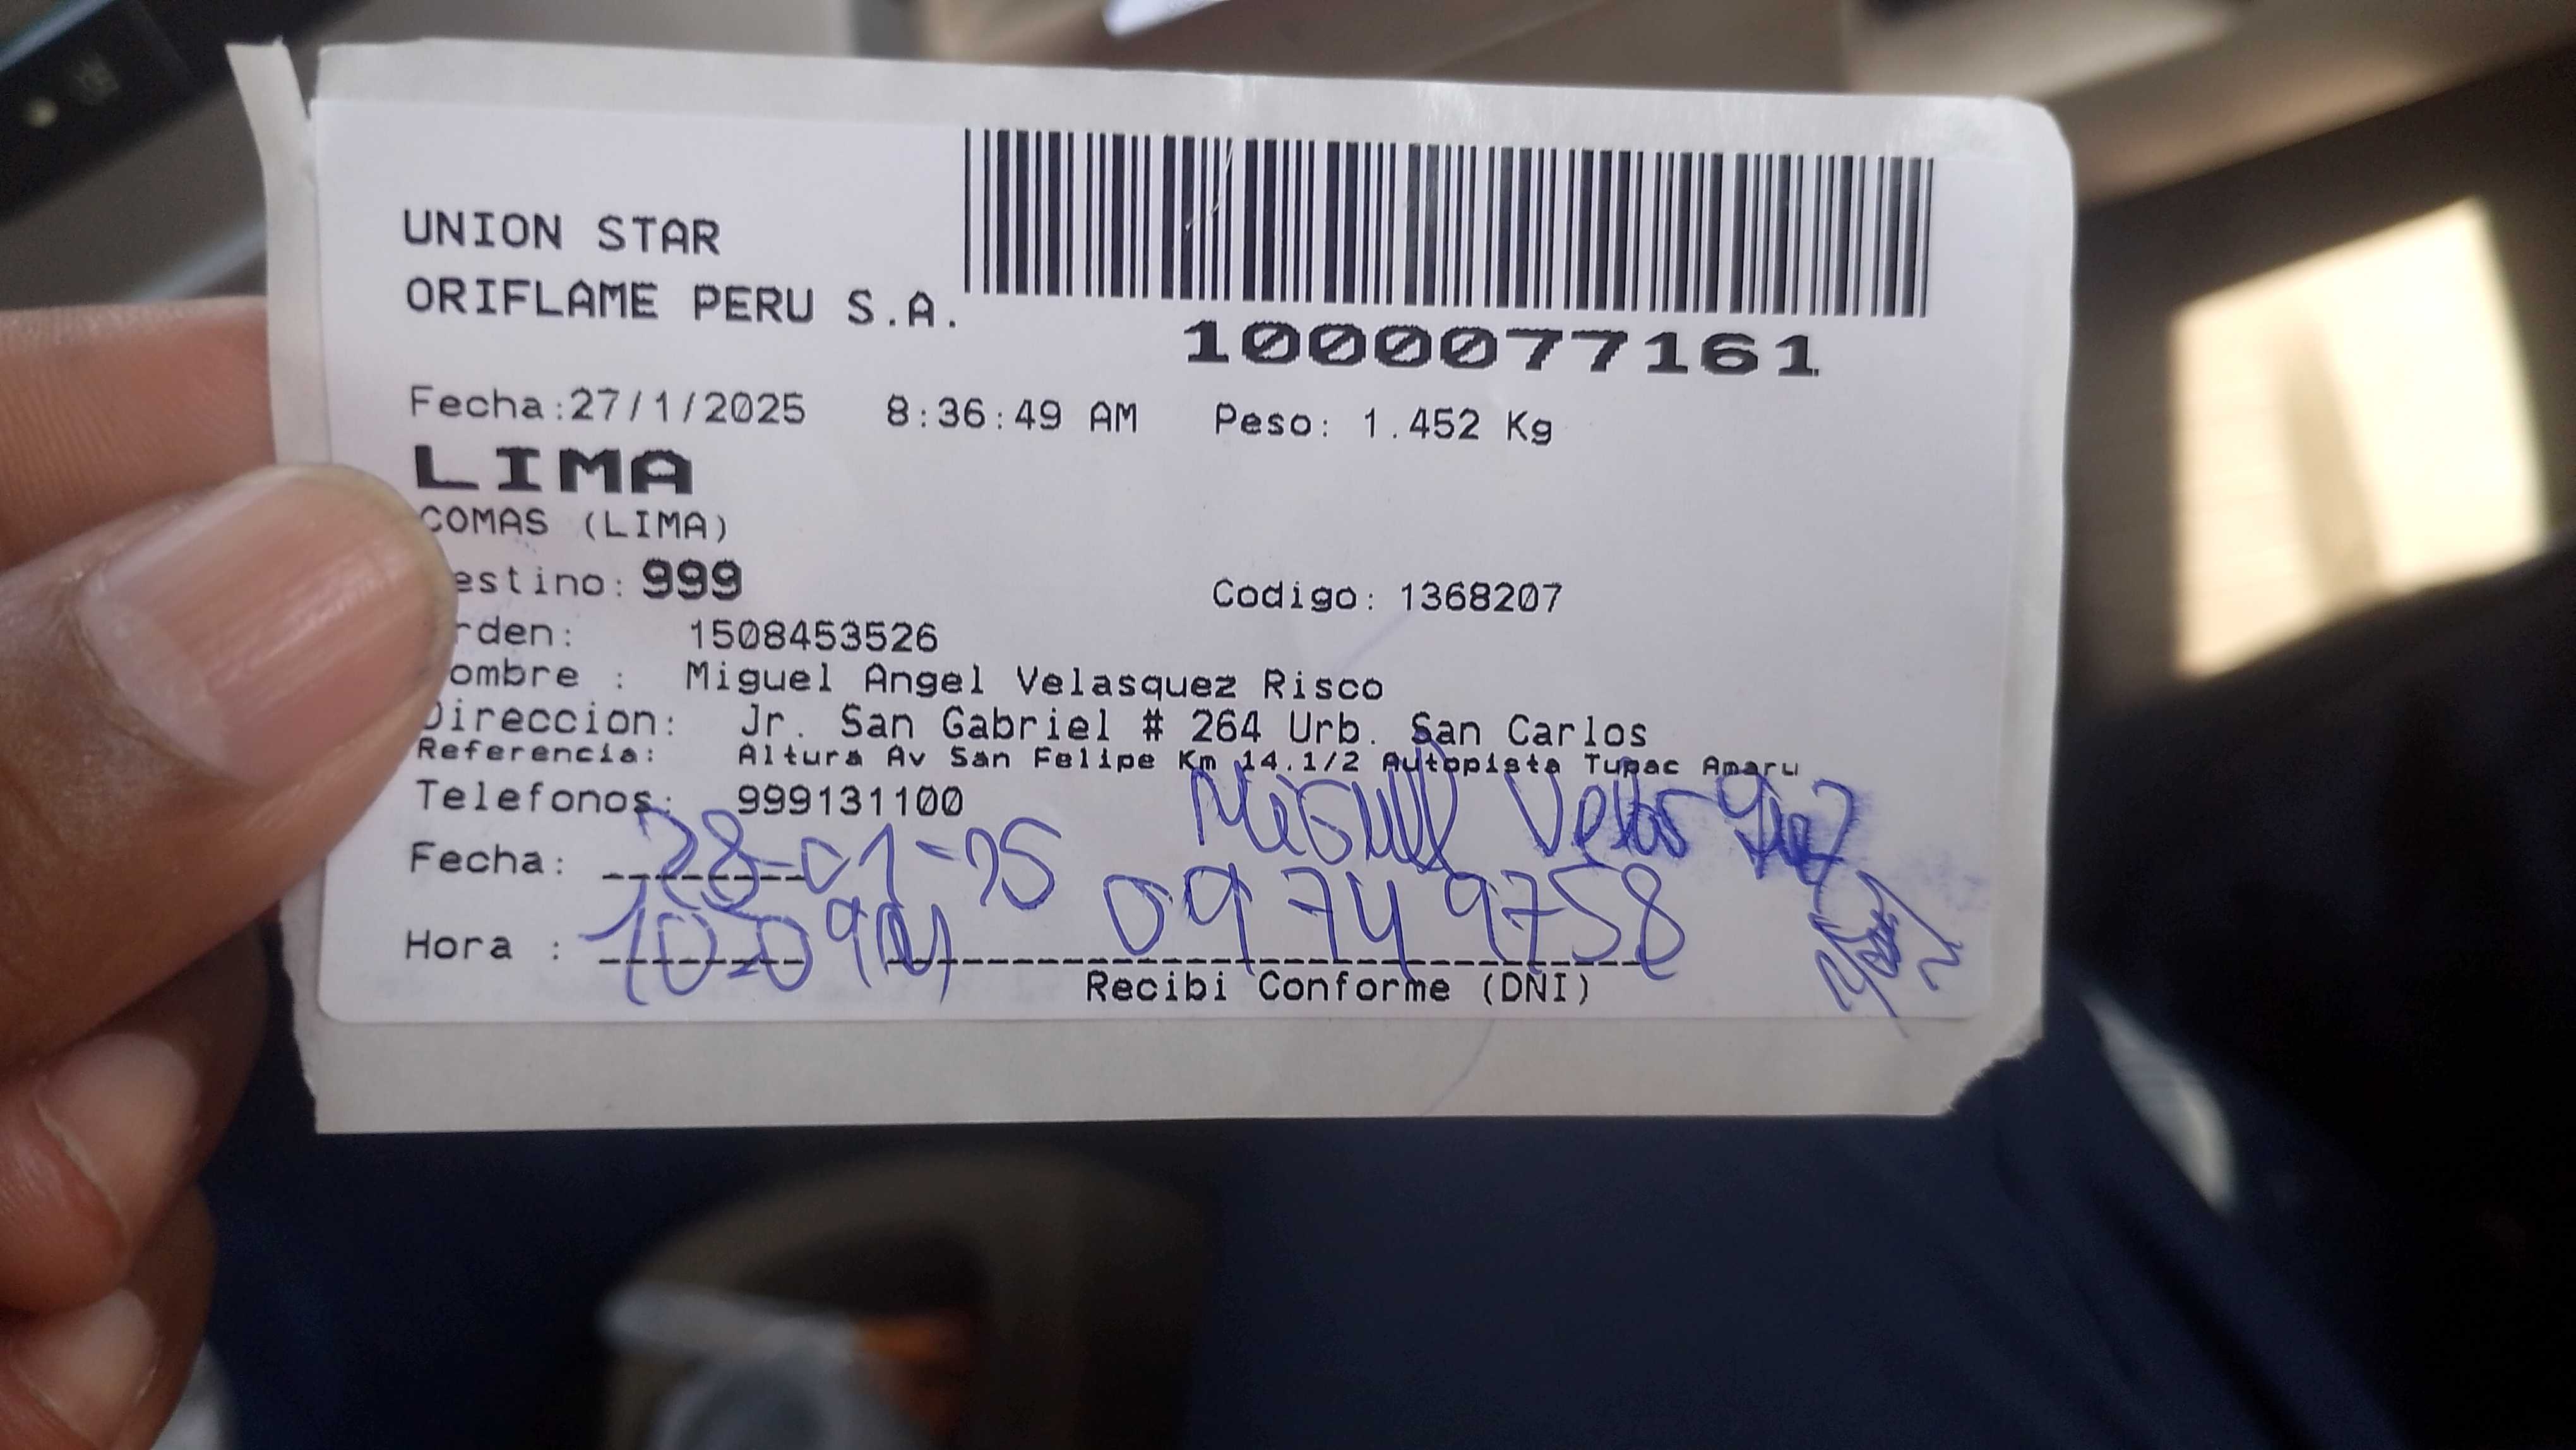 UNION STAR
ORIFLAME PERU S.A.
1000077161
Fecha:27/1/2025 8:36:49 AM Peso: 1.452 Kg
LIMA
COMAS (LIMA)
estino: 999 Codigo: 1368207
rden: 1508453526
ombre : Miguel Angel Velasquez Risco
Direccion: Jr. San Gabriel # 264 Urb. San Carlos
Referencia: Altura Av San Felipe Km 14.1/2 Autopista Tupac Amaru
Telefonos: 999131100
Miguel Velasquez
Fecha: 28-01-25
Hora : 09749758
Recibi Conforme (DNI)